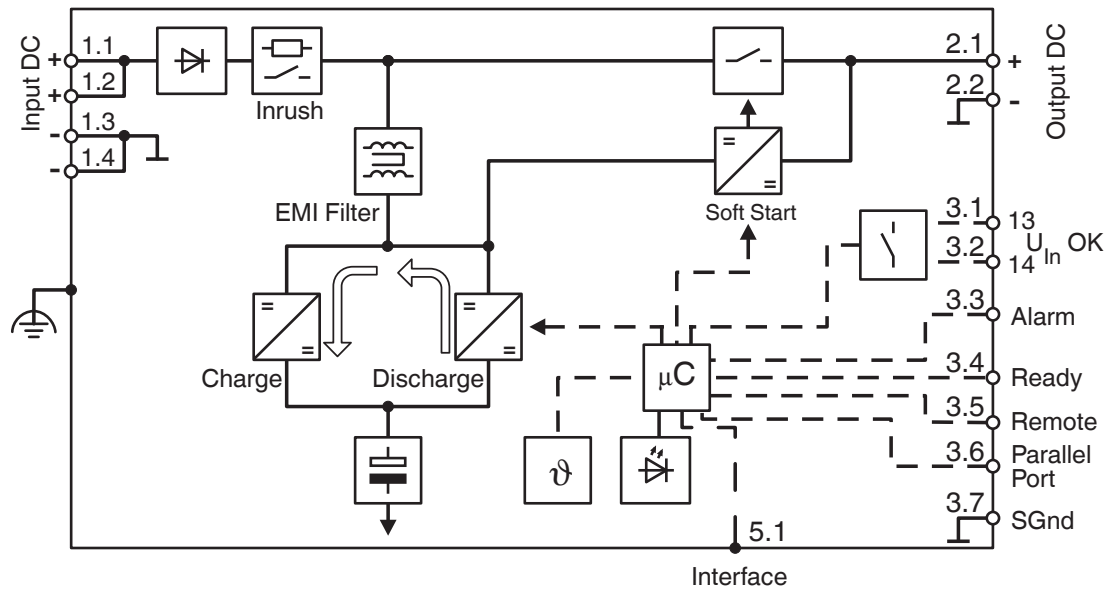 Input DC
+ 1.1
+ 1.2
- 1.3
- 1.4
Inrush
EMI Filter
Charge
Discharge
Soft Start
μC
ϑ
2.1 +
2.2 -
Output DC
3.1 13
3.2 14
UIn OK
3.3 Alarm
3.4 Ready
3.5 Remote
3.6 Parallel
Port
3.7 SGnd
5.1
Interface